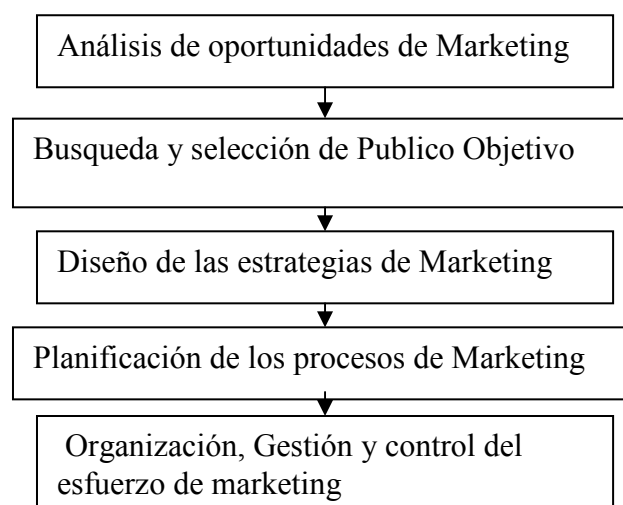 Análisis de oportunidades de Marketing
Busqueda y selección de Publico Objetivo
Diseño de las estrategias de Marketing
Planificación de los procesos de Marketing
Organización, Gestión y control del
esfuerzo de marketing